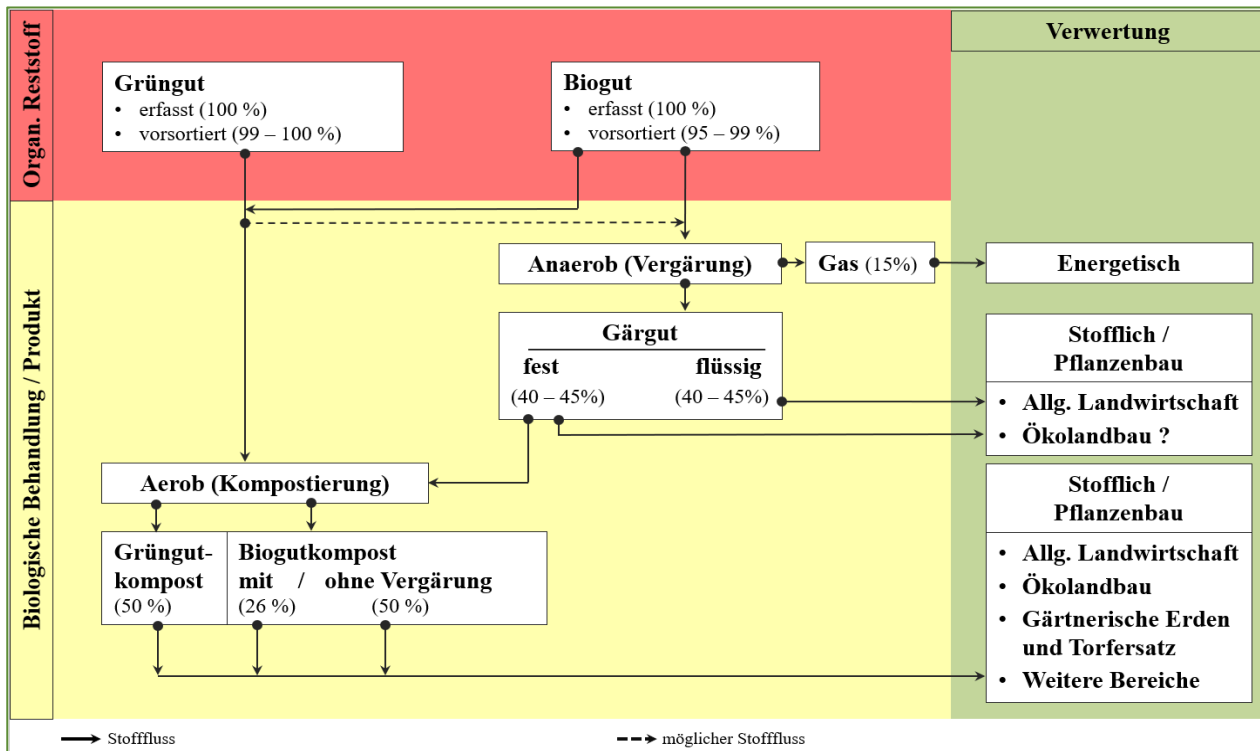 Organ. Reststoff
Verwertung
Grüngut
• erfasst (100 %)
• vorsortiert (99 – 100 %)
Biogut
• erfasst (100 %)
• vorsortiert (95 – 99 %)
Biologische Behandlung / Produkt
Anaerob (Vergärung)
Gas (15%)
Energetisch
Gärgut
fest flüssig
(40 – 45%) (40 – 45%)
Stofflich /
Pflanzenbau
• Allg. Landwirtschaft
• Ökolandbau ?
Aerob (Kompostierung)
Grüngut-
kompost
(50 %)
Biogutkompost
mit / ohne Vergärung
(26 %) (50 %)
Stofflich /
Pflanzenbau
• Allg. Landwirtschaft
• Ökolandbau
• Gärtnerische Erden
und Torfersatz
• Weitere Bereiche
Stofffluss
möglicher Stofffluss